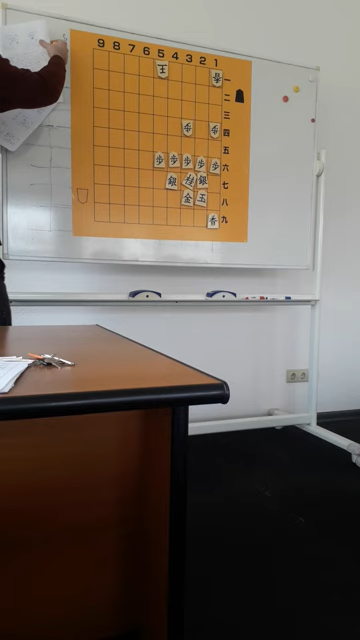 9 8 7 6 5 4 3 2 1
王 香 一
二
三
歩 歩 四
五
歩 歩 歩 歩 歩 六
銀 銀 七
金 玉 八
香 九